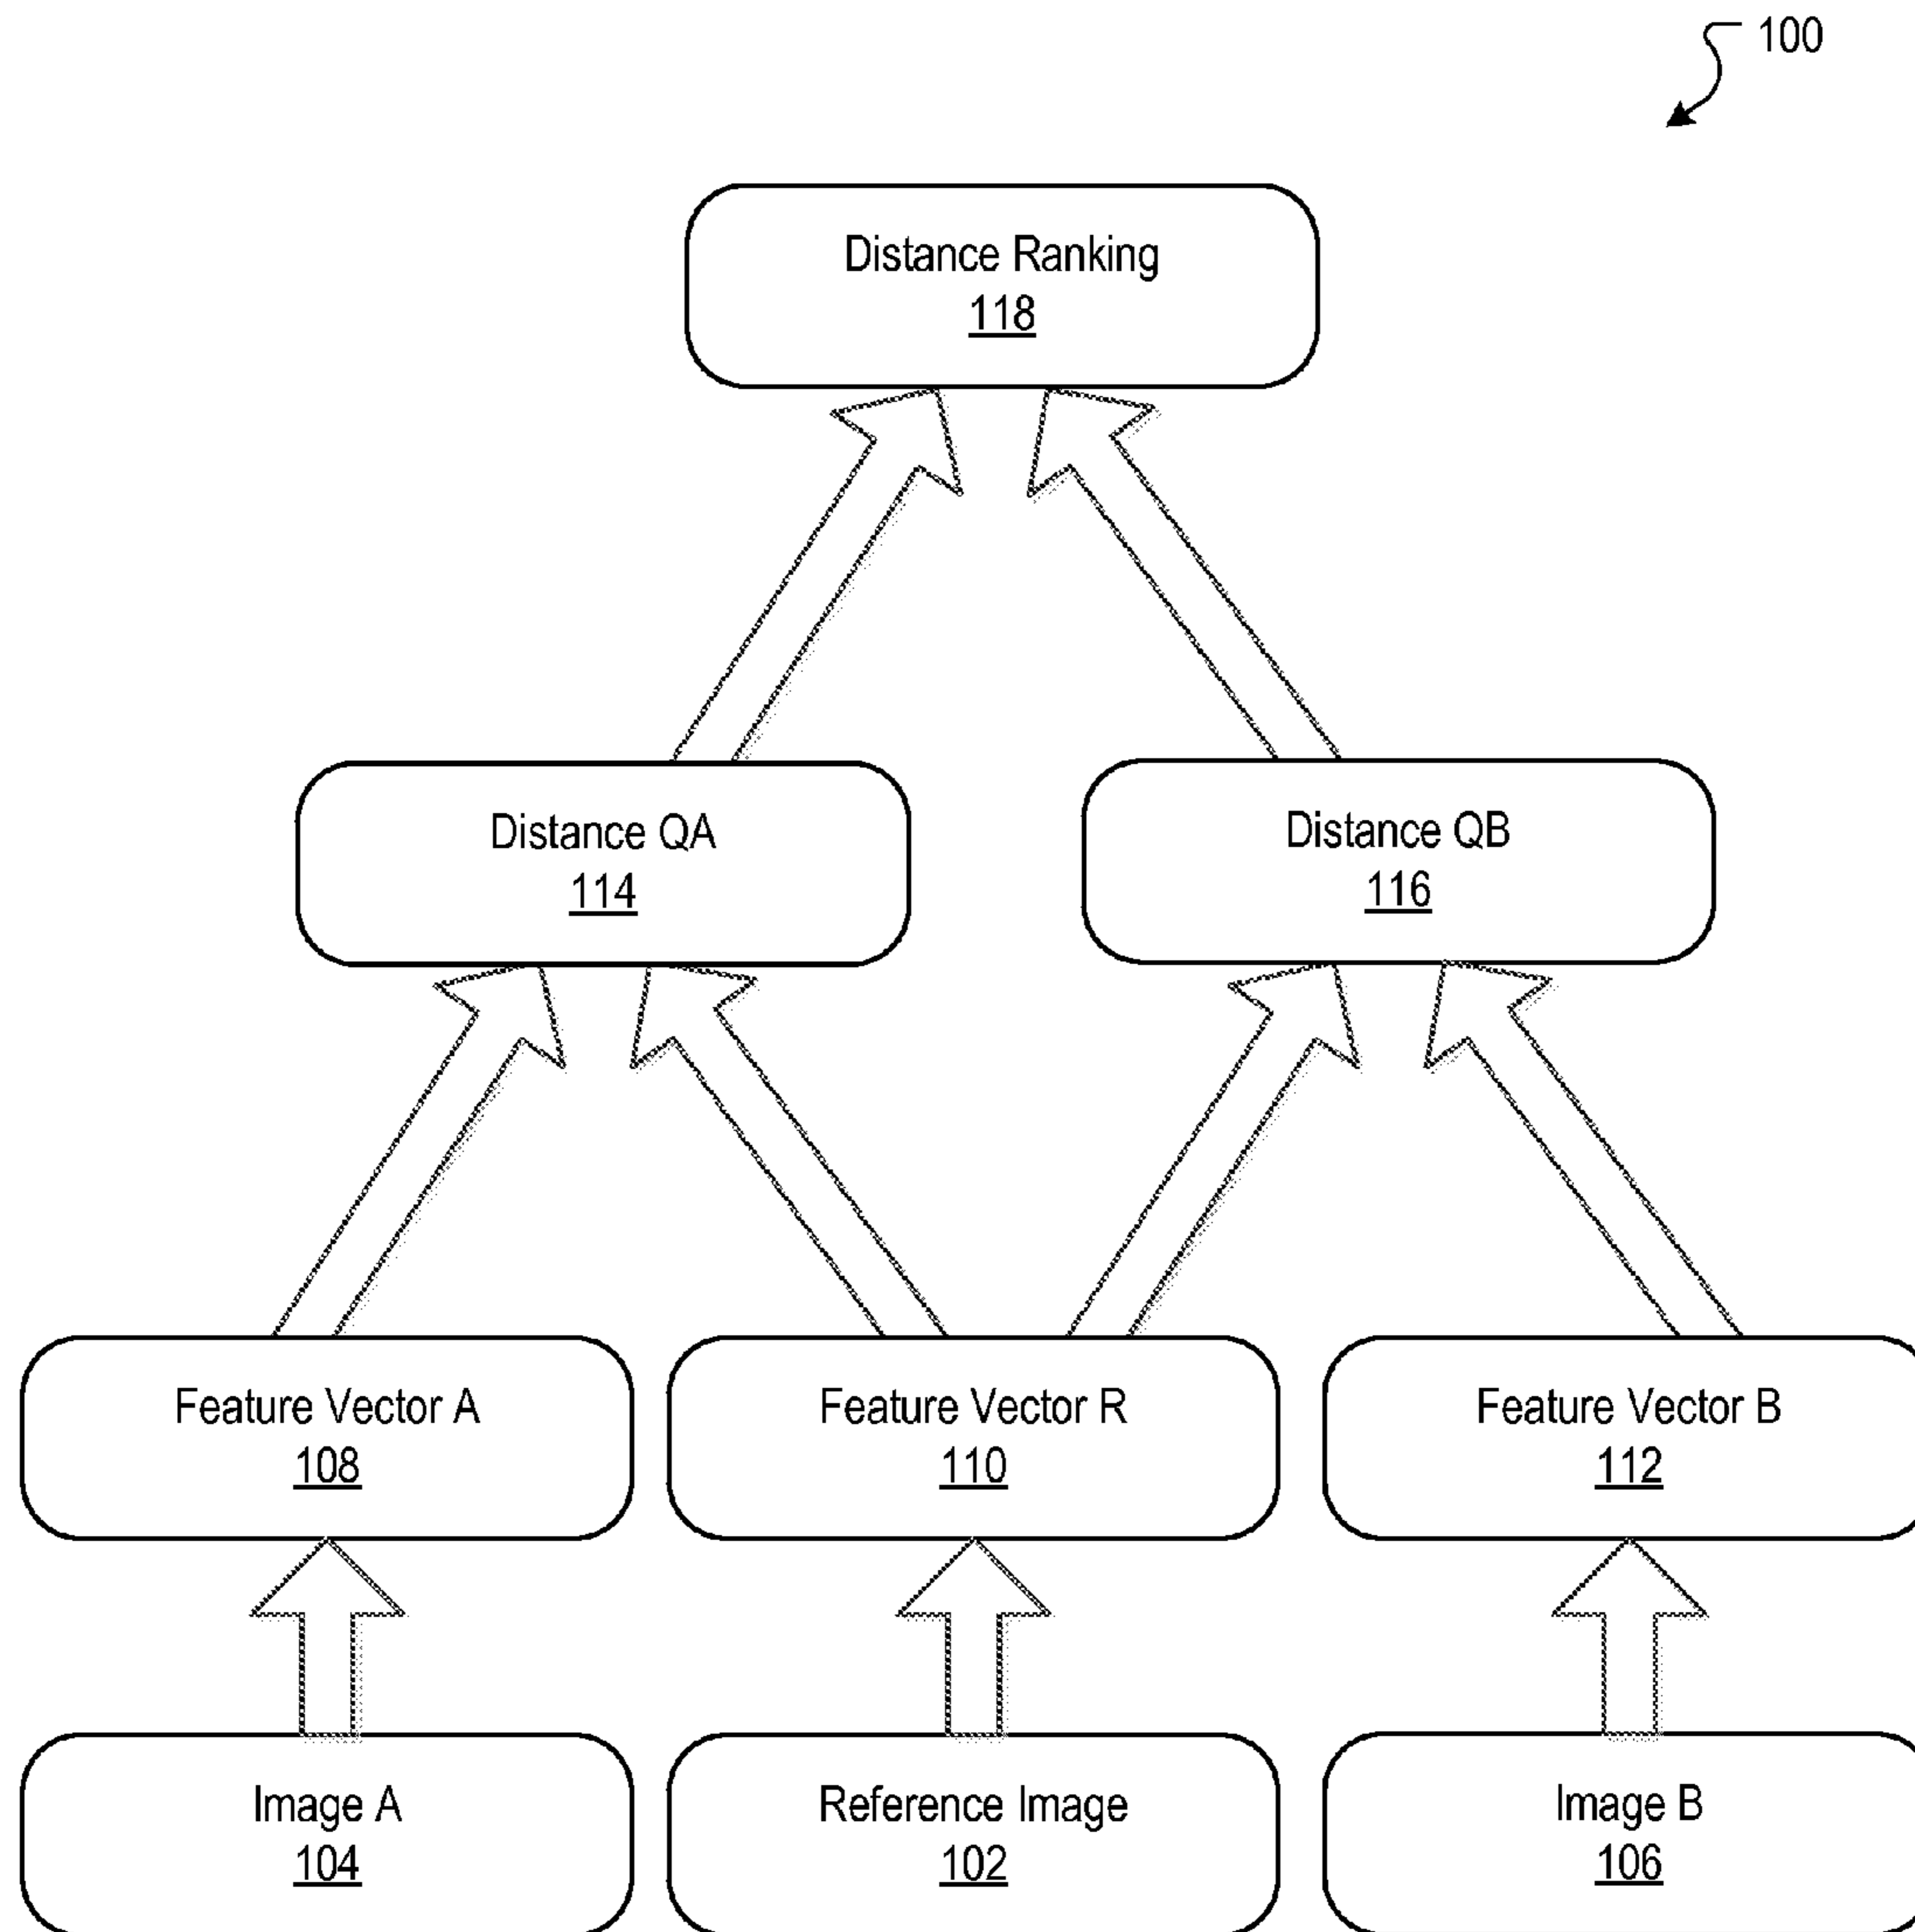 100
Distance Ranking
118
Distance QA
114
Distance QB
116
Feature Vector A
108
Feature Vector R
110
Feature Vector B
112
Image A
104
Reference Image
102
Image B
106